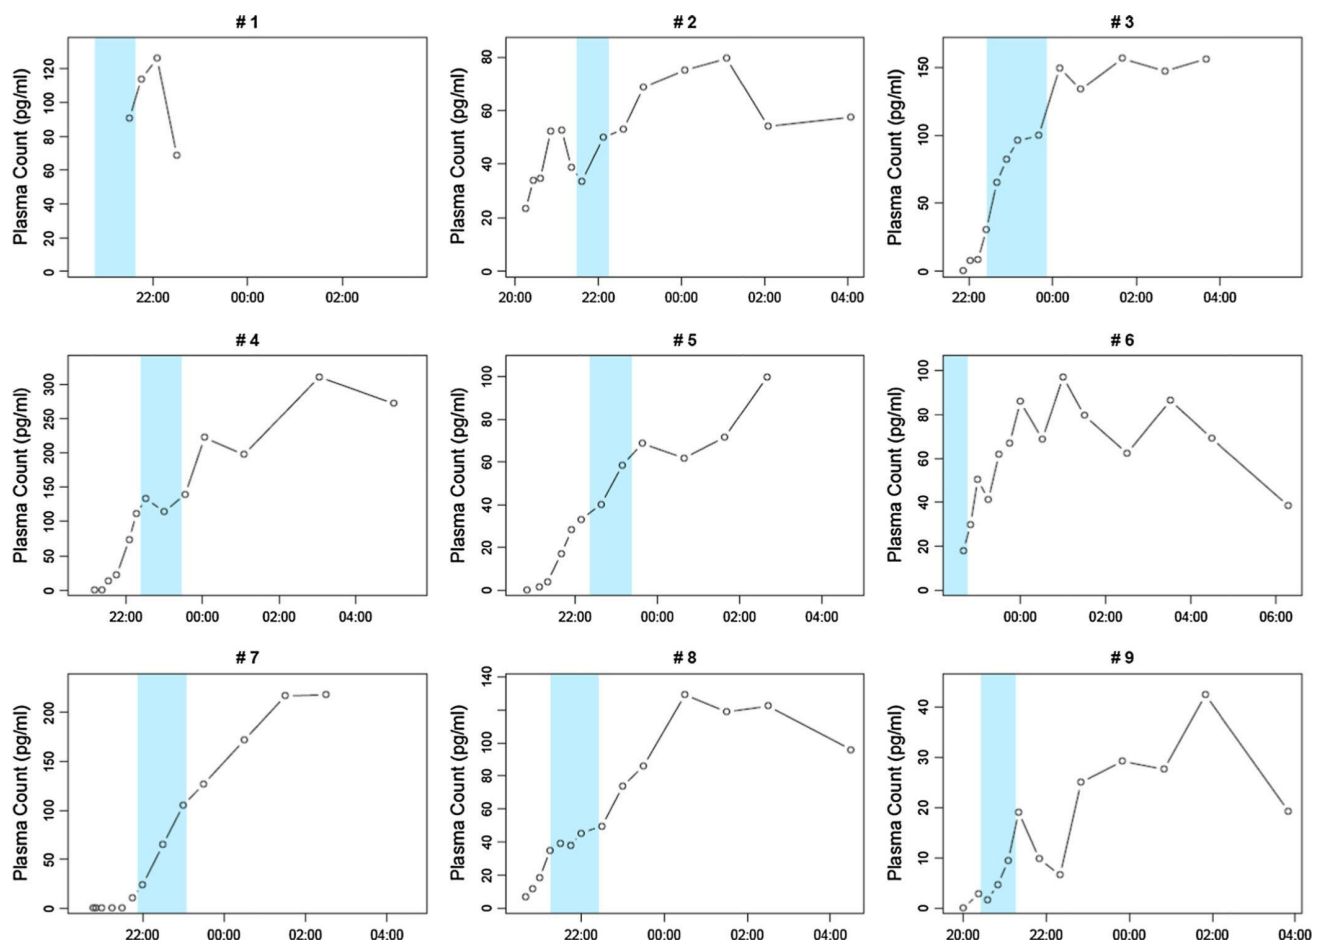 # 1
Plasma Count (pg/ml)
0 20 40 60 80 100 120
22:00 00:00 02:00
# 2
Plasma Count (pg/ml)
0 20 40 60 80
20:00 22:00 00:00 02:00 04:00
# 3
Plasma Count (pg/ml)
0 50 100 150
22:00 00:00 02:00 04:00
# 4
Plasma Count (pg/ml)
0 50 100 150 200 250 300
22:00 00:00 02:00 04:00
# 5
Plasma Count (pg/ml)
0 20 40 60 80 100
22:00 00:00 02:00 04:00
# 6
Plasma Count (pg/ml)
0 20 40 60 80 100
00:00 02:00 04:00 06:00
# 7
Plasma Count (pg/ml)
0 50 100 150 200
22:00 00:00 02:00 04:00
# 8
Plasma Count (pg/ml)
0 20 40 60 80 100 140
22:00 00:00 02:00 04:00
# 9
Plasma Count (pg/ml)
0 10 20 30 40
20:00 22:00 00:00 02:00 04:00